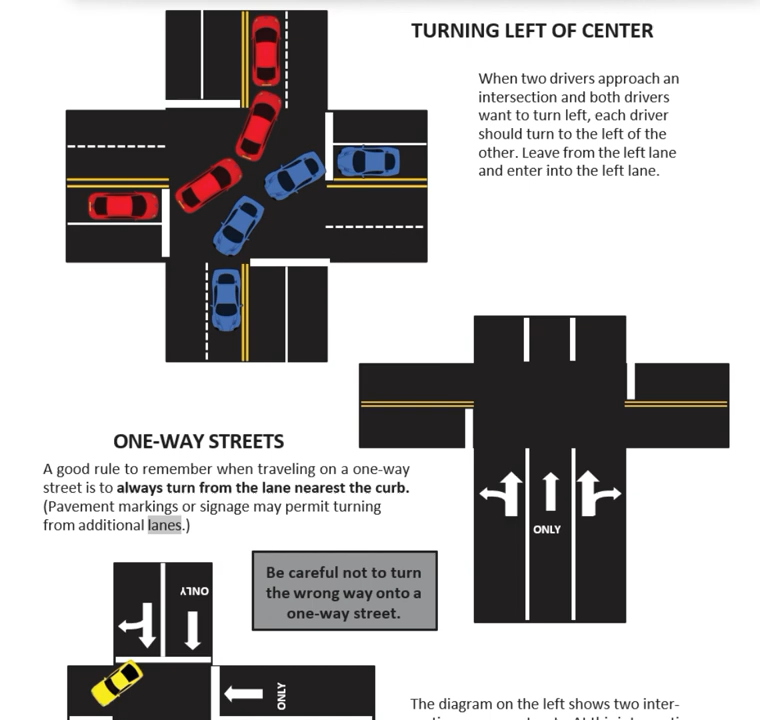 TURNING LEFT OF CENTER
When two drivers approach an
intersection and both drivers
want to turn left, each driver
should turn to the left of the
other. Leave from the left lane
and enter into the left lane.
ONE-WAY STREETS
A good rule to remember when traveling on a one-way
street is to always turn from the lane nearest the curb.
(Pavement markings or signage may permit turning
from additional lanes.)
ONLY
Be careful not to turn
the wrong way onto a
one-way street.
ONLY
ONLY
The diagram on the left shows two inter-